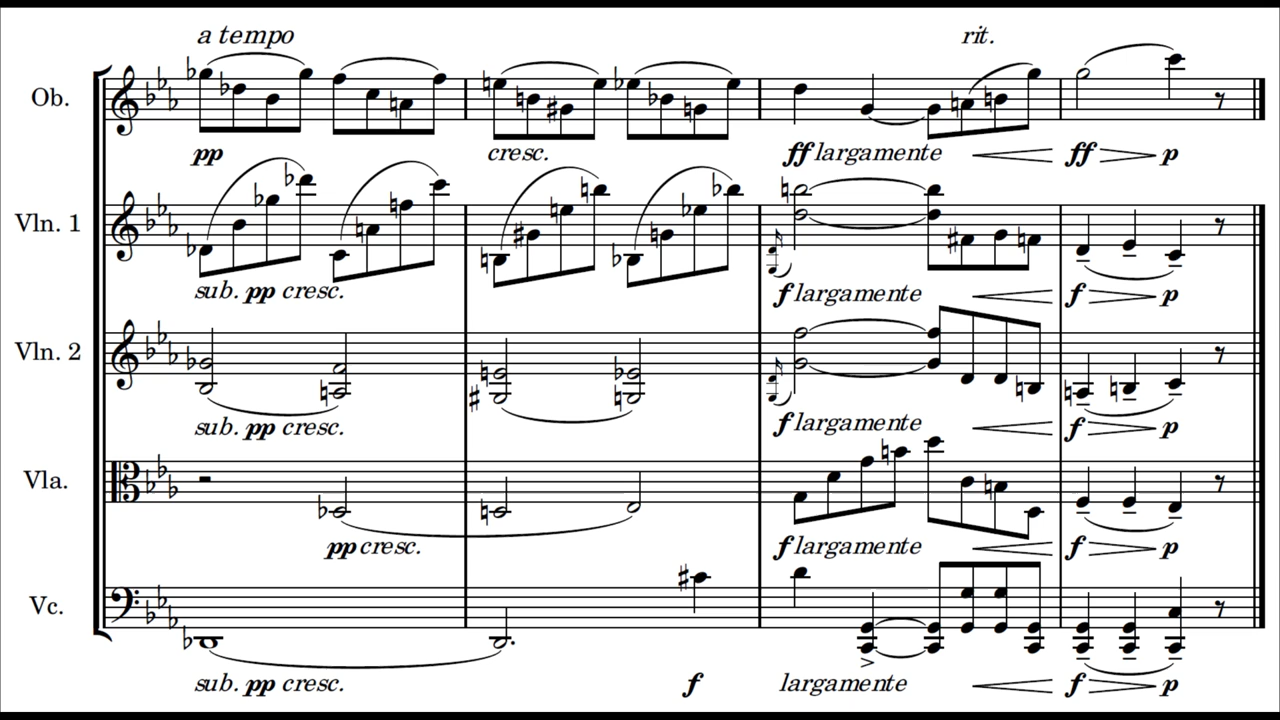 a tempo rit.
Ob.
pp cresc. ff largamente ff p
Vln. 1
sub. pp cresc. f largamente f p
Vln. 2
sub. pp cresc. f largamente f p
Vla.
pp cresc. f largamente f p
Vc.
sub. pp cresc. f largamente f p